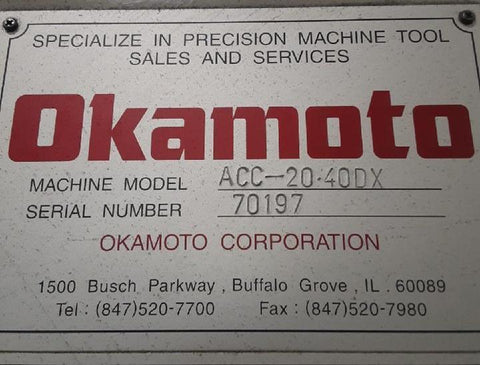 SPECIALIZE IN PRECISION MACHINE TOOL
SALES AND SERVICES
Okamoto
MACHINE MODEL ACC-20·40DX
SERIAL NUMBER 70197
OKAMOTO CORPORATION
1500 Busch Parkway, Buffalo Grove, IL. 60089
Tel : (847)520-7700 Fax : (847)520-7980